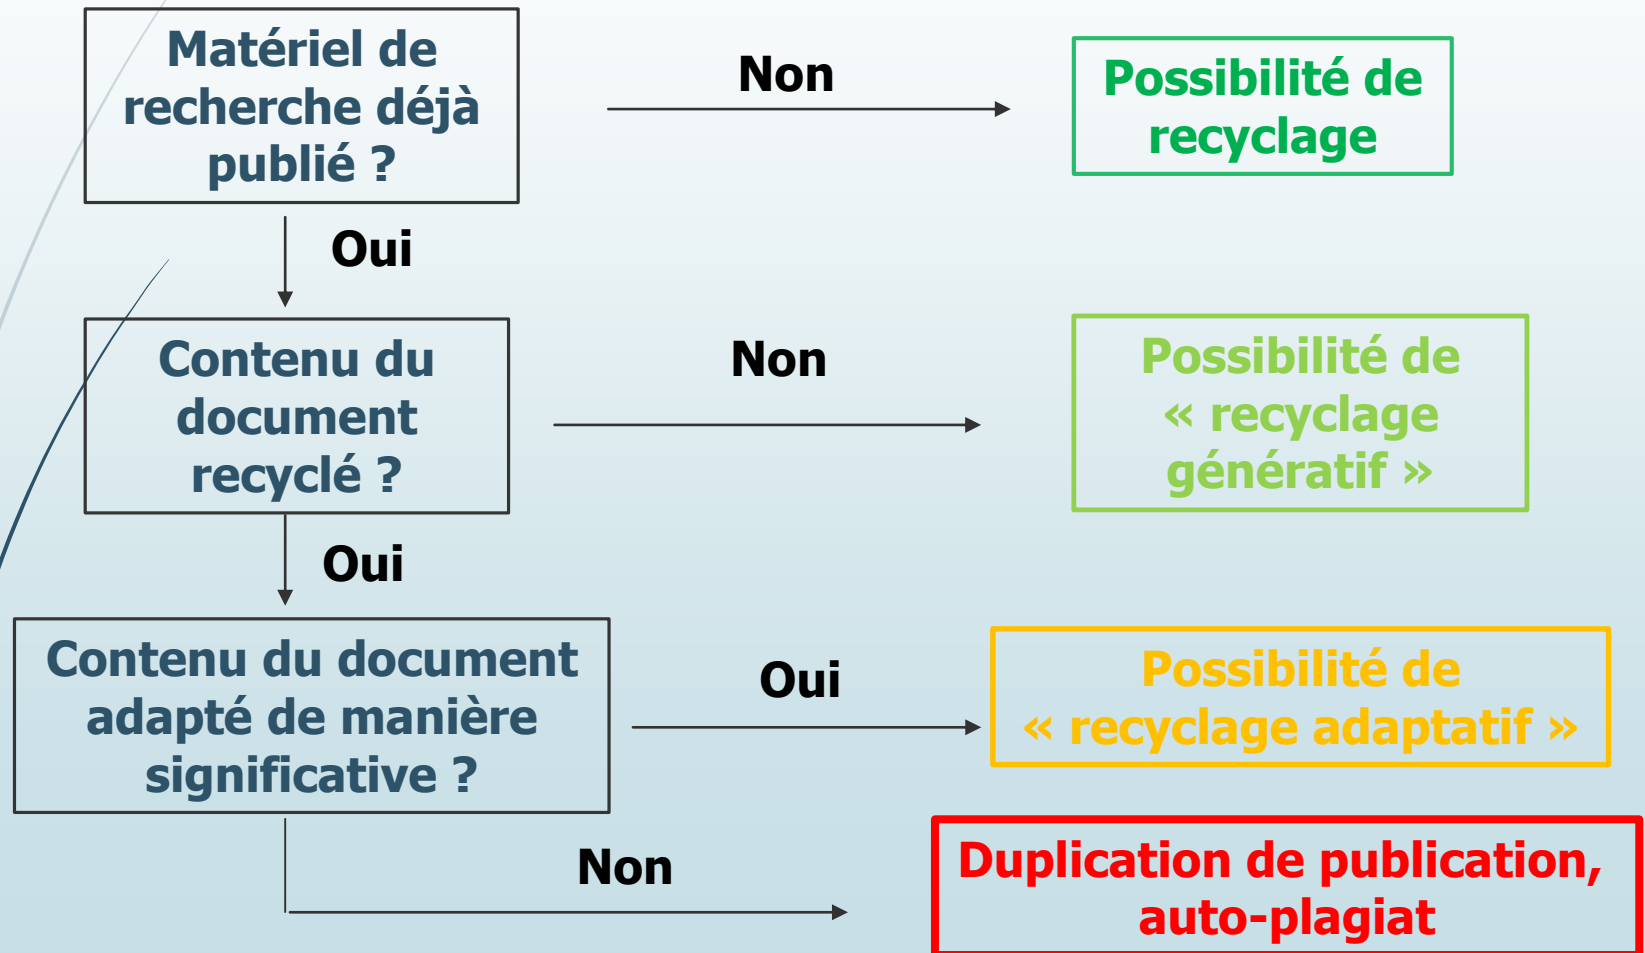 Matériel de
recherche déjà
publié ?
Non
Possibilité de
recyclage
Oui
Contenu du
document
recyclé ?
Non
Possibilité de
« recyclage
génératif »
Oui
Contenu du document
adapté de manière
significative ?
Oui
Possibilité de
« recyclage adaptatif »
Non
Duplication de publication,
auto-plagiat